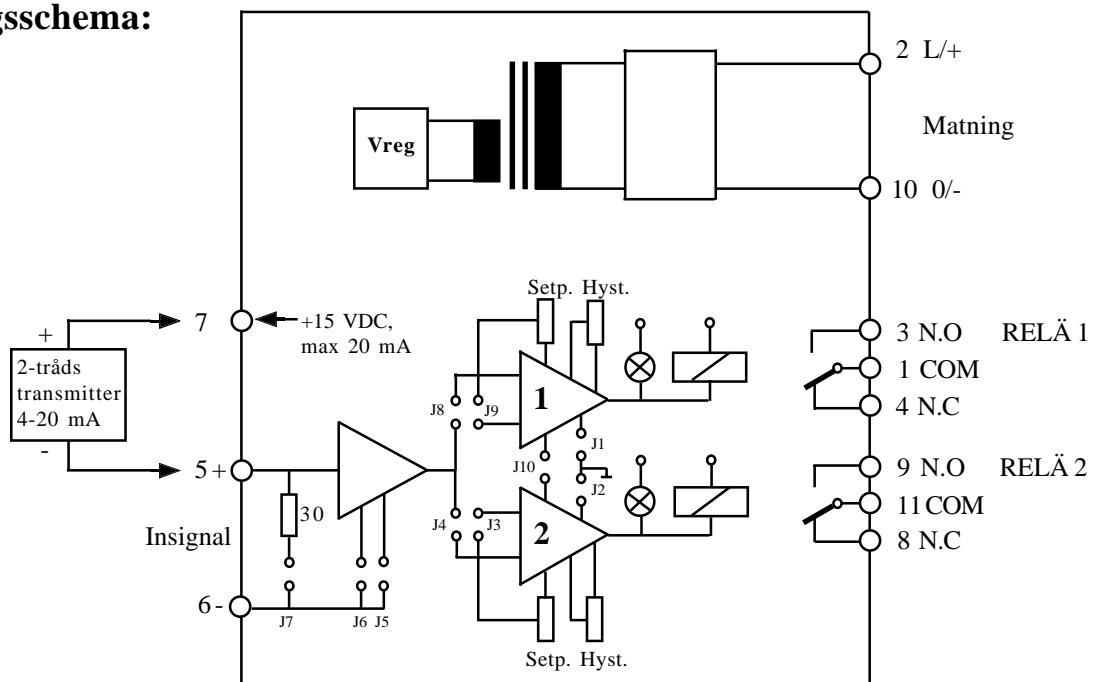 gsschema:
2 L/+
Matning
10 0/-
Vreg
Setp. Hyst.
7
+15 VDC,
max 20 mA
+
2-tråds
transmitter
4-20 mA
-
3 N.O RELÄ 1
1 COM
4 N.C
J8 J9
1
J1
J10
J2
5 +
9 N.O RELÄ 2
11 COM
8 N.C
30
J4 J3
2
Insignal
6 -
J7 J6 J5
Setp. Hyst.